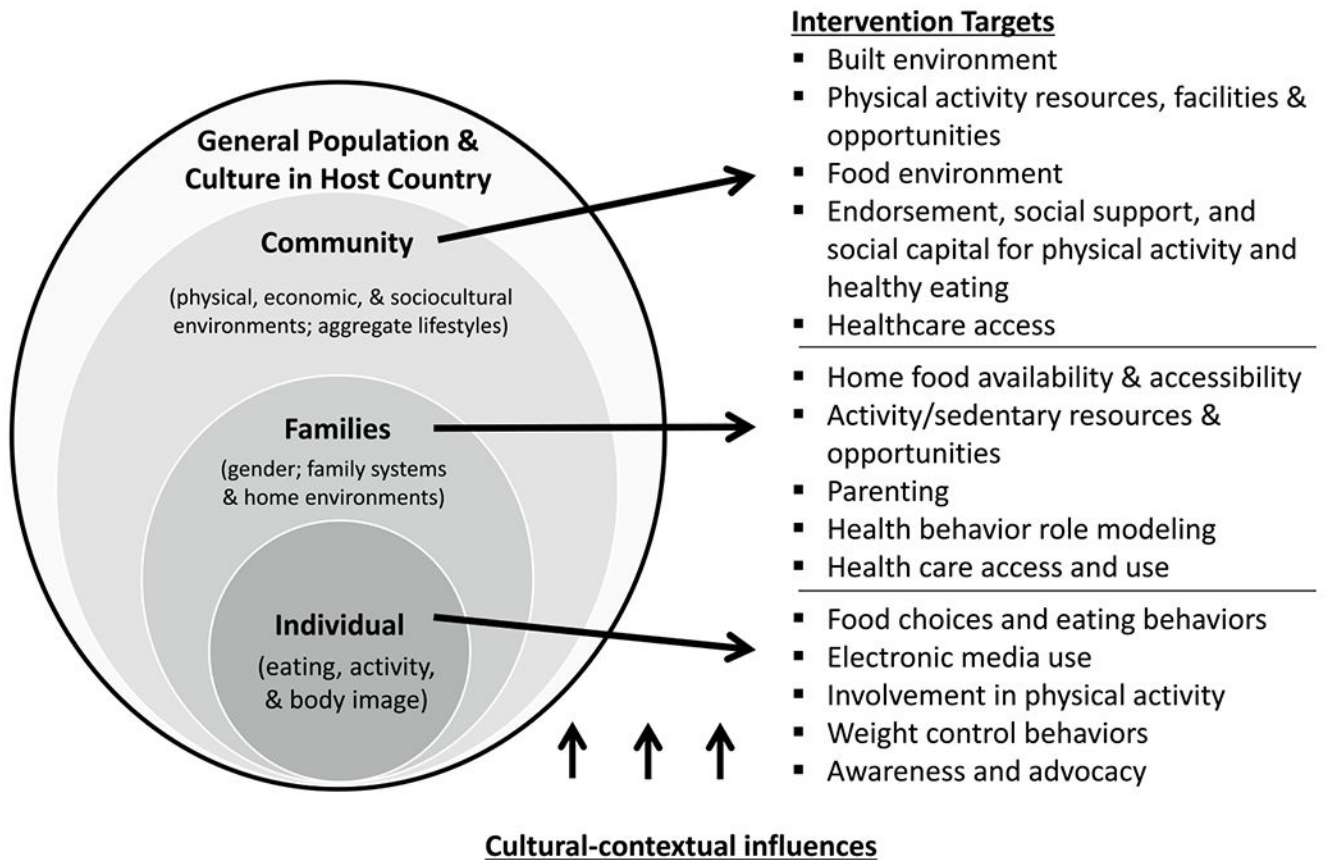 General Population &
Culture in Host Country
Community
(physical, economic, & sociocultural
environments; aggregate lifestyles)
Families
(gender; family systems
& home environments)
Individual
(eating, activity,
& body image)
Intervention Targets
▪ Built environment
▪ Physical activity resources, facilities &
opportunities
▪ Food environment
▪ Endorsement, social support, and
social capital for physical activity and
healthy eating
▪ Healthcare access
▪ Home food availability & accessibility
▪ Activity/sedentary resources &
opportunities
▪ Parenting
▪ Health behavior role modeling
▪ Health care access and use
▪ Food choices and eating behaviors
▪ Electronic media use
▪ Involvement in physical activity
▪ Weight control behaviors
▪ Awareness and advocacy
Cultural-contextual influences